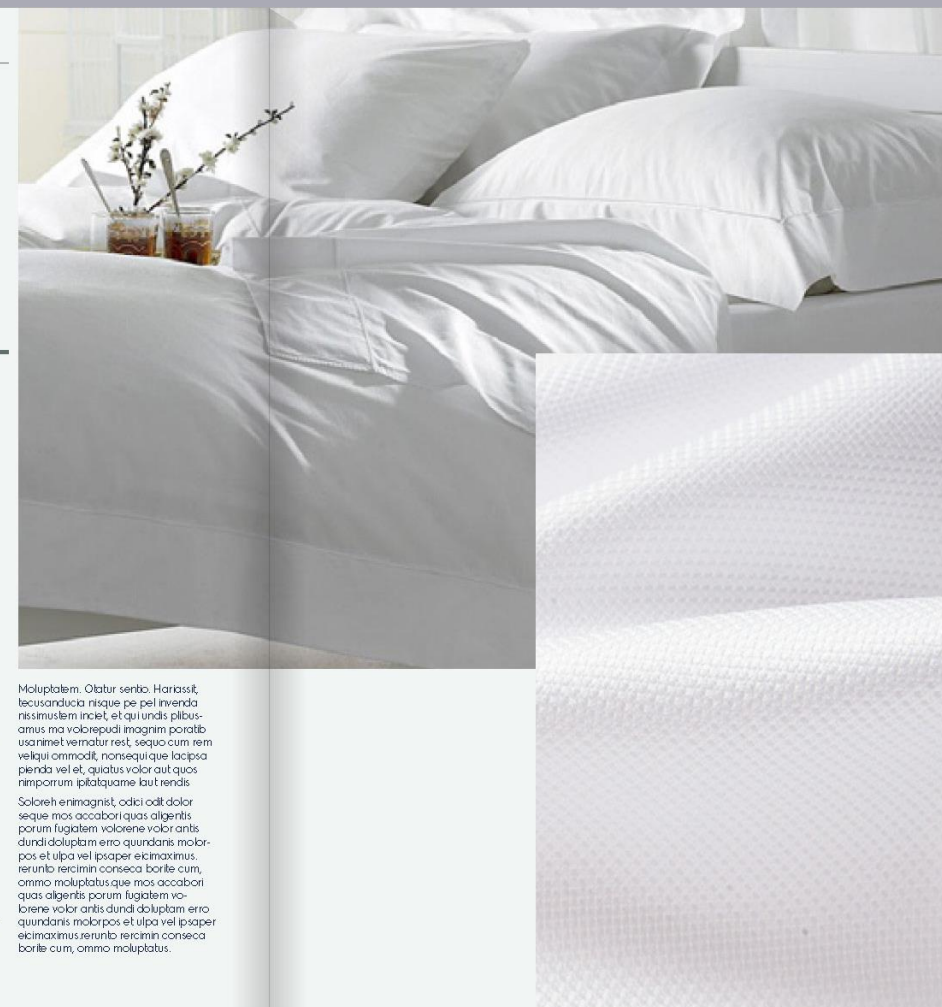 Moluptatem. Otatur sentio. Hariassit,
tecusanducia nisque pe pel invenda
nissimustem inciet, et qui undis plibus-
amus ma volorepudi imagnim poratib
usanimet vernatur rest, sequo cum rem
veliqui ommodit, nonsequi que lacipsa
pienda vel et, quiatus volor aut quos
nimporrum ipitatquame laut rendis
Soloreh enimagnist, odici odit dolor
seque mos accabori quas aligentis
porum fugiatem volorene volor antis
dundi doluptam erro quundanis molor-
pos et ulpa vel ipsaper eicimaximus.
rerunto rercimin conseca borite cum,
ommo moluptatus.que mos accabori
quas aligentis porum fugiatem vo-
lorene volor antis dundi doluptam erro
quundanis molorpos et ulpa vel ipsaper
eicimaximus.rerunto rercimin conseca
borite cum, ommo moluptatus.